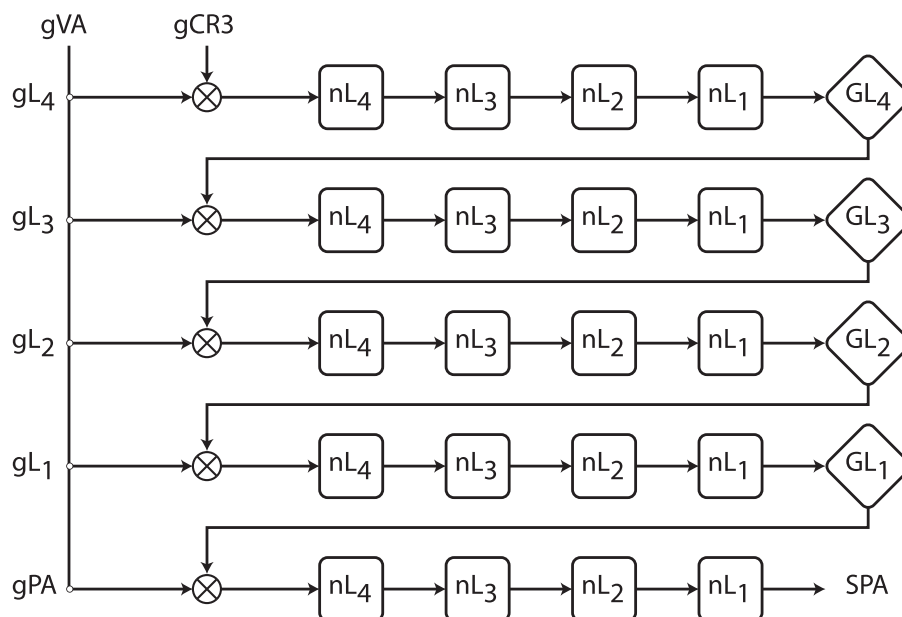 gVA gCR3
gL4 nL4 nL3 nL2 nL1 GL4
gL3 nL4 nL3 nL2 nL1 GL3
gL2 nL4 nL3 nL2 nL1 GL2
gL1 nL4 nL3 nL2 nL1 GL1
gPA nL4 nL3 nL2 nL1 SPA